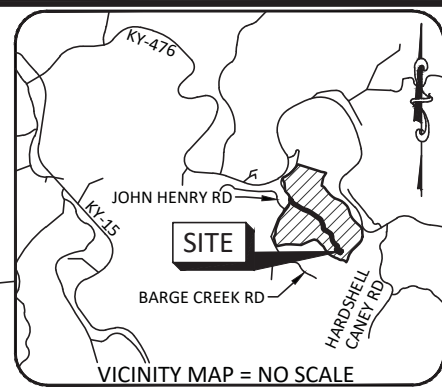 KY-476
JOHN HENRY RD
KY-15
SITE
BARGE CREEK RD
HARDSHELL
CANEY RD
VICINITY MAP = NO SCALE